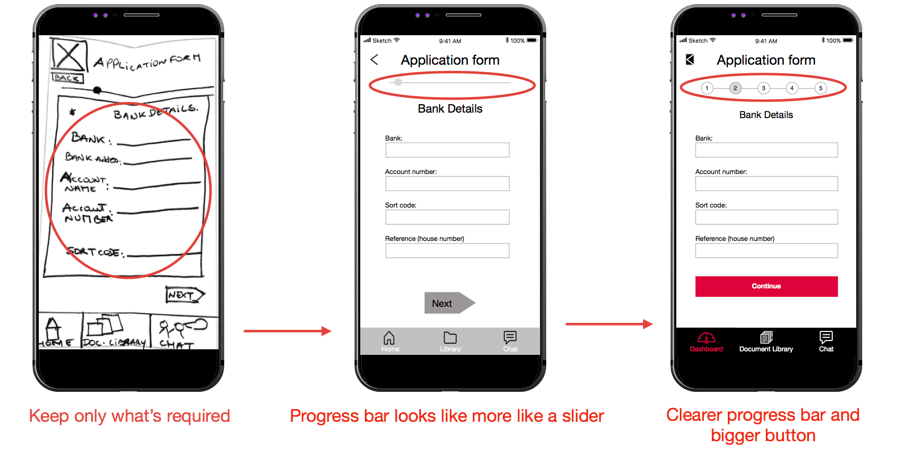 APPLICATION FORM
BACK
* BANK DETAILS.
BANK:
BANK ADDRS:
ACCOUNT
NAME:
ACCOUNT
NUMBER:
SORT CODE:
NEXT
HOME
DOC. LIBRARY
CHAT
Keep only what's required
Sketch 9:41 AM 100%
Application form
Bank Details
Bank:
Account number:
Sort code:
Reference (house number)
Next
Home Library Chat
Progress bar looks like more like a slider
Sketch 9:41 AM 100%
Application form
1 2 3 4 5
Bank Details
Bank:
Account number:
Sort code:
Reference (house number)
Continue
Dashboard Document Library Chat
Clearer progress bar and
bigger button